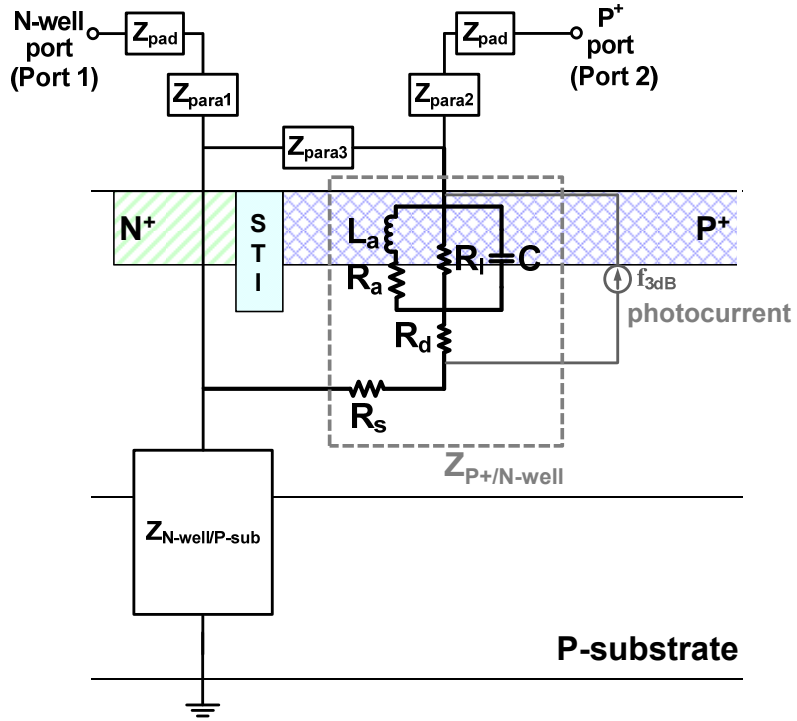 N-well
port
(Port 1)
Zpad
Zpad
P+
port
(Port 2)
Zpara1
Zpara2
Zpara3
N+
S
T
I
La
Ra
Rl
C
P+
f3dB
photocurrent
Rd
Rs
ZP+/N-well
ZN-well/P-sub
P-substrate